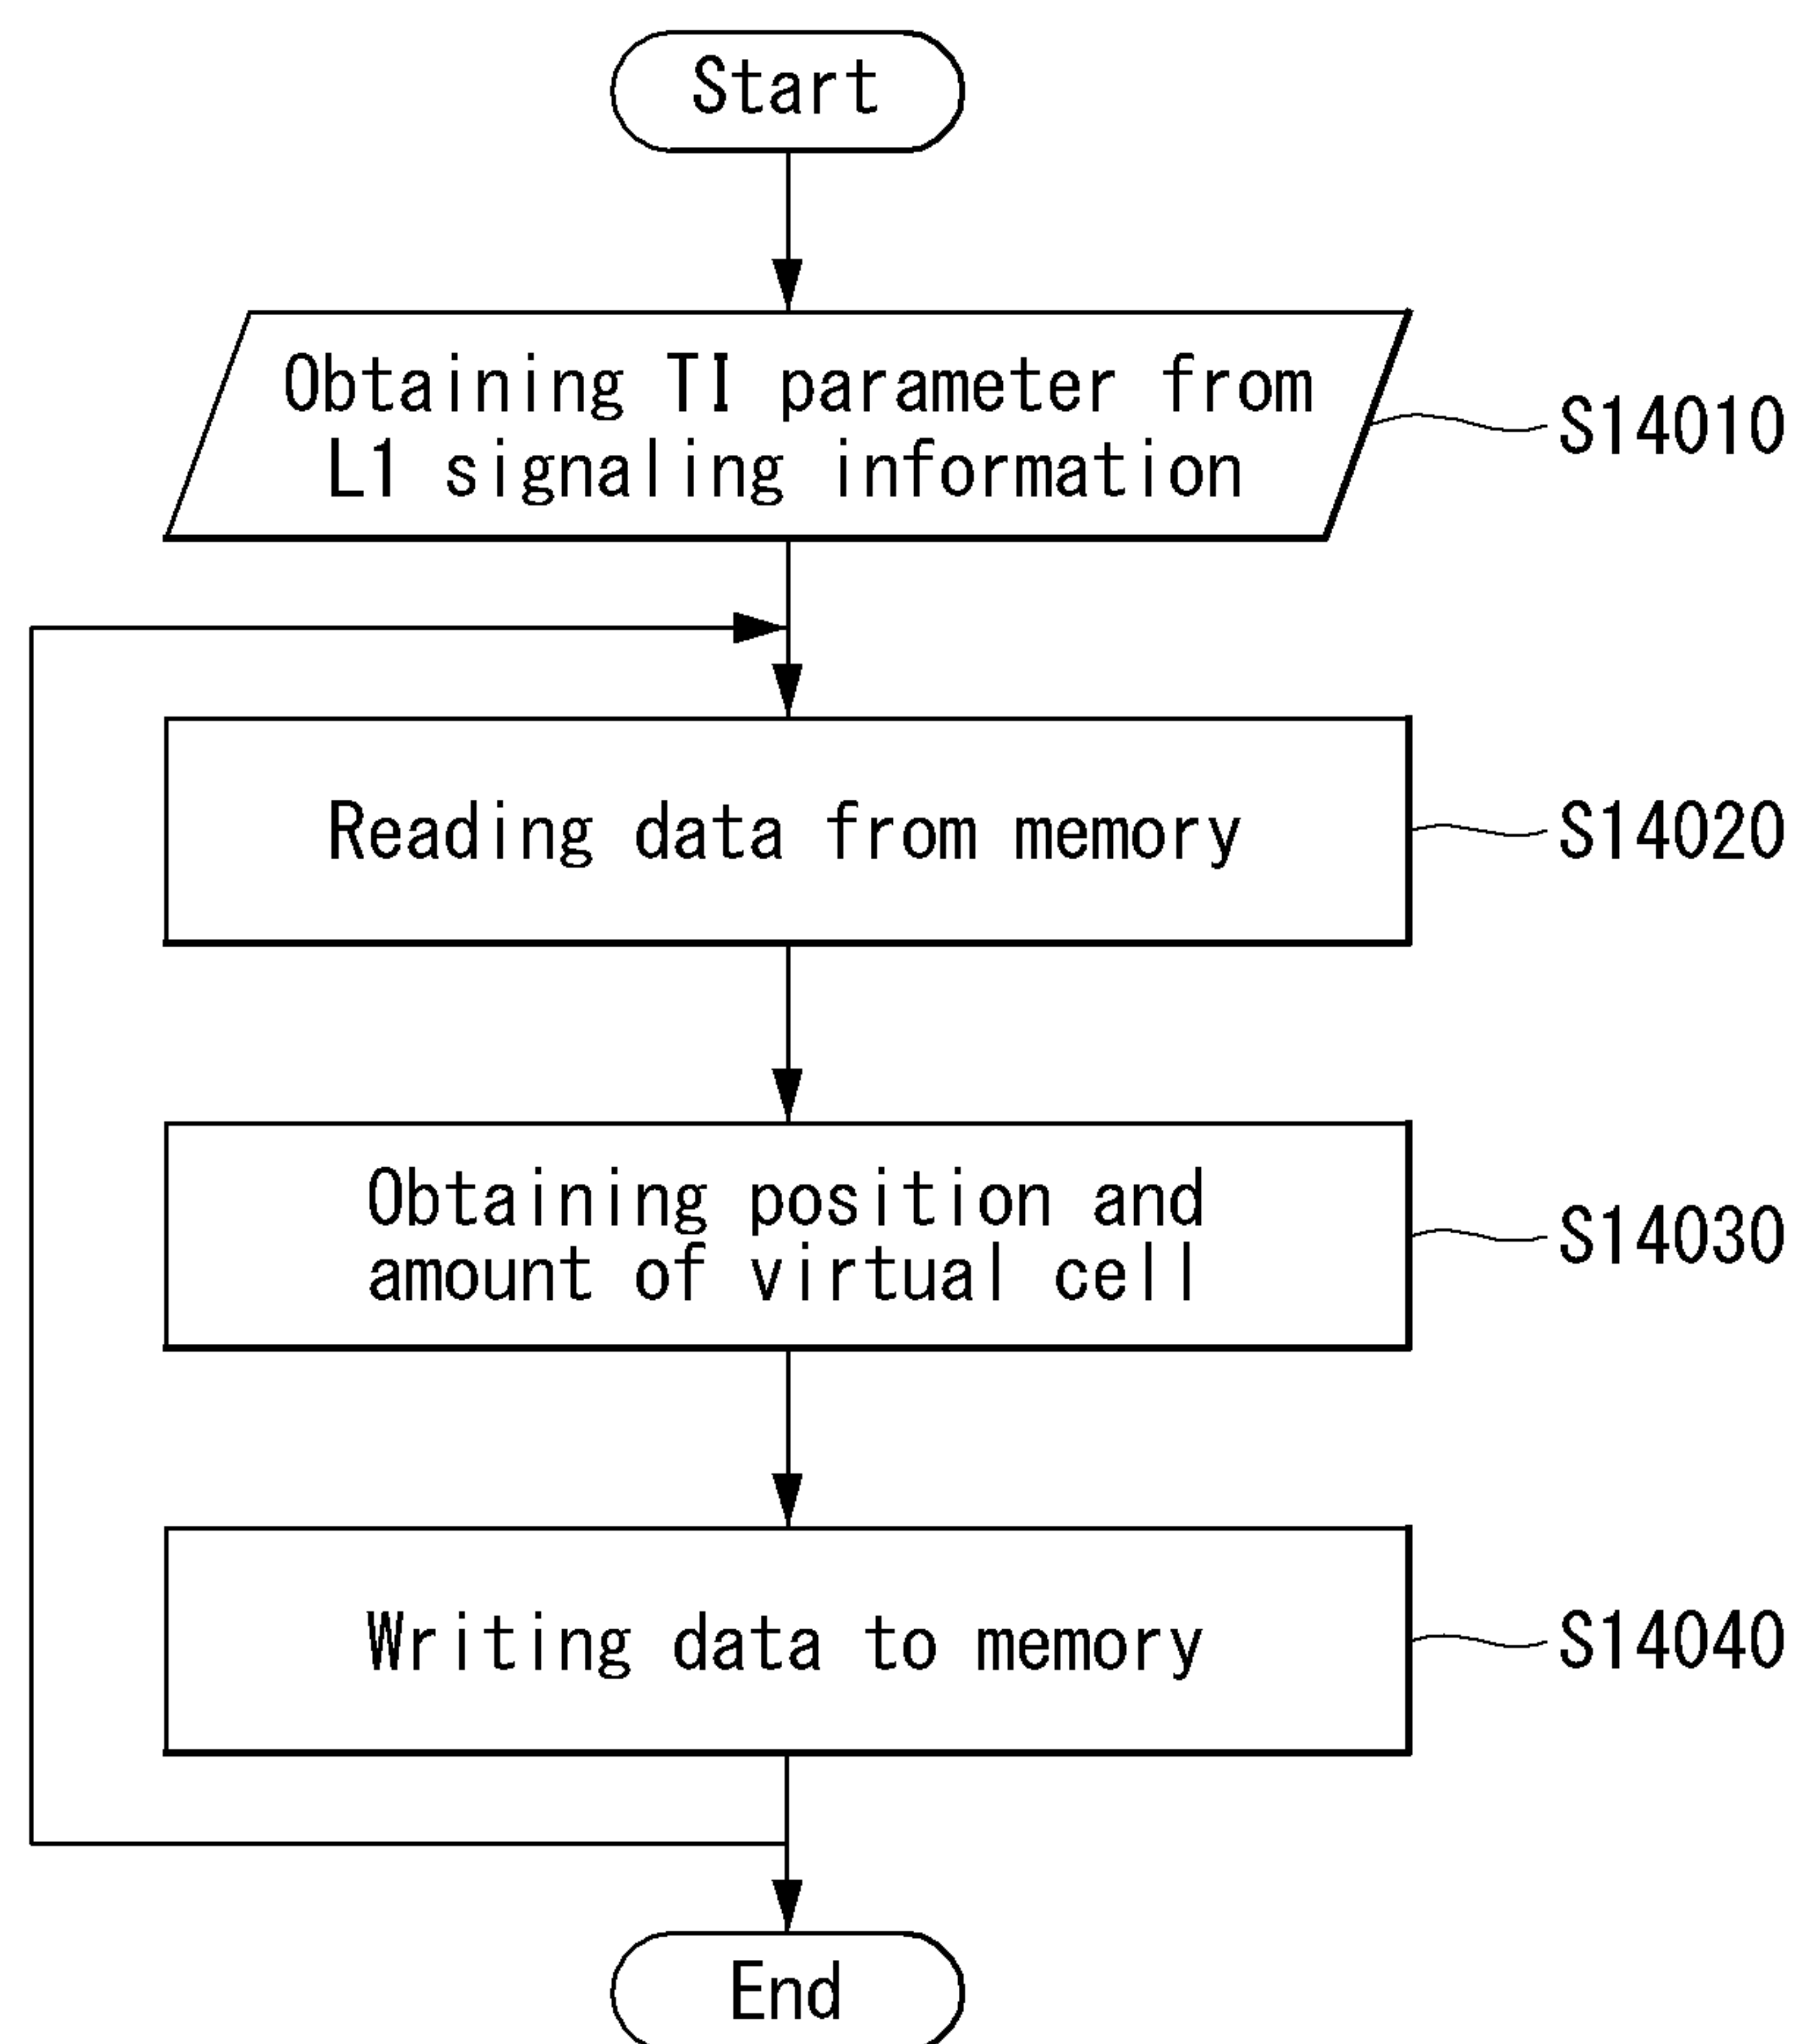 Start
Obtaining TI parameter from
L1 signaling information
S14010
Reading data from memory
S14020
Obtaining position and
amount of virtual cell
S14030
Writing data to memory
S14040
End